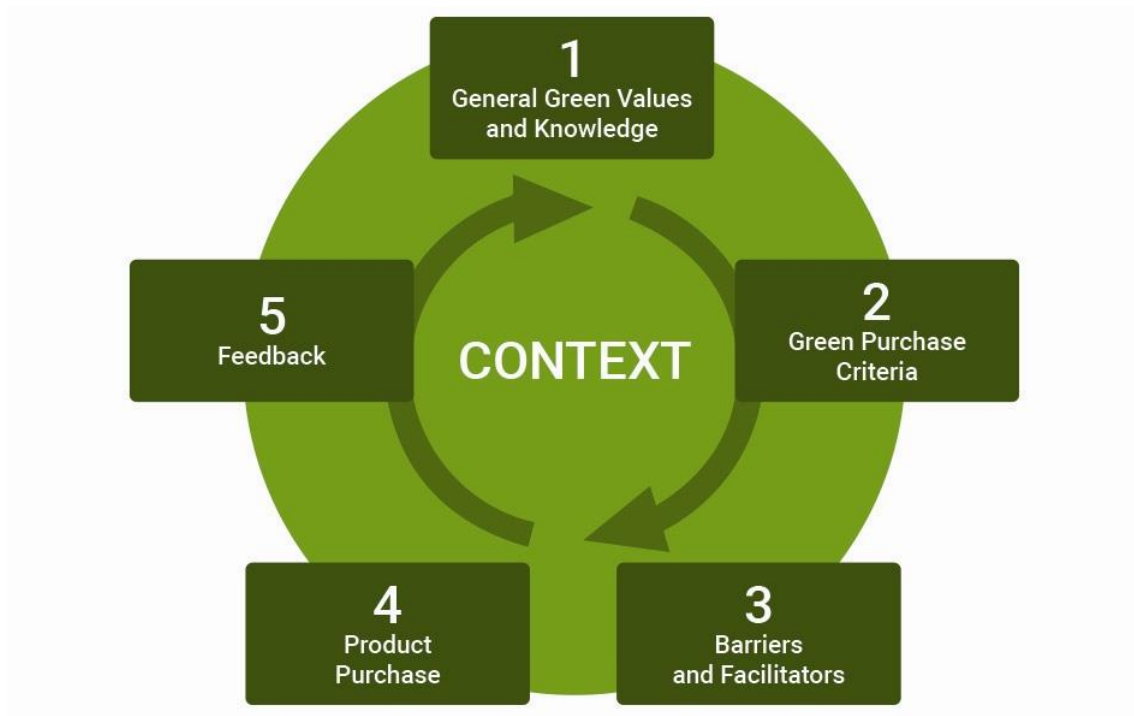 1
General Green Values
and Knowledge
2
Green Purchase
Criteria
3
Barriers
and Facilitators
4
Product
Purchase
5
Feedback
CONTEXT